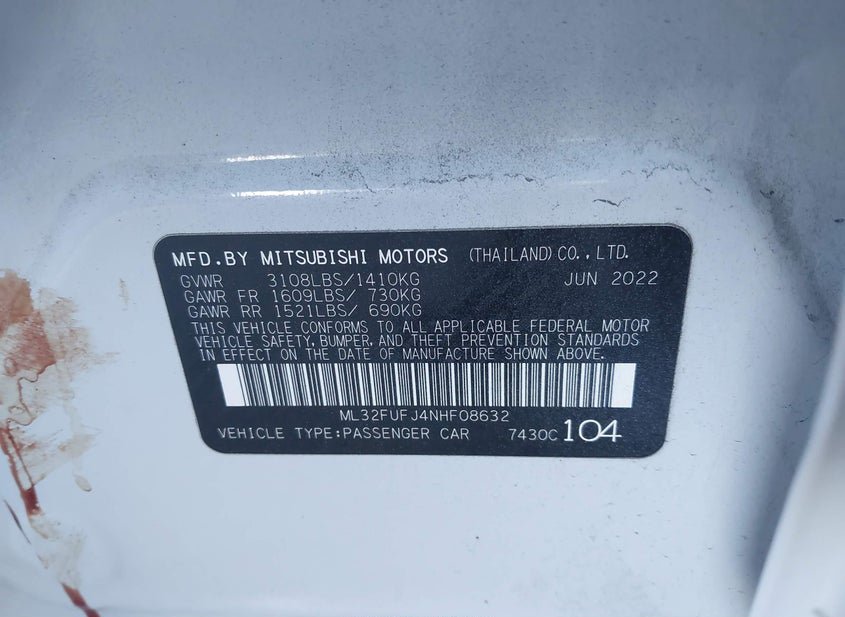 MFD.BY MITSUBISHI MOTORS (THAILAND) CO.,LTD.
GVWR 3108LBS/1410KG JUN 2022
GAWR FR 1609LBS/ 730KG
GAWR RR 1521LBS/ 690KG
THIS VEHICLE CONFORMS TO ALL APPLICABLE FEDERAL MOTOR
VEHICLE SAFETY, BUMPER, AND THEFT PREVENTION STANDARDS
IN EFFECT ON THE DATE OF MANUFACTURE SHOWN ABOVE.
ML32FUFJ4NHF08632
VEHICLE TYPE:PASSENGER CAR 7430C 104